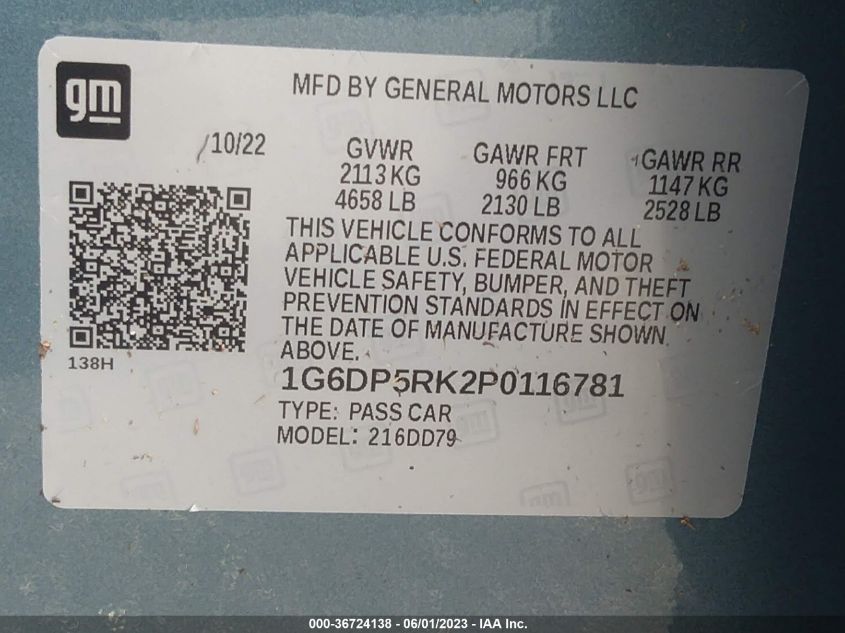 gm
MFD BY GENERAL MOTORS LLC
10/22
GVWR GAWR FRT GAWR RR
2113 KG 966 KG 1147 KG
4658 LB 2130 LB 2528 LB
THIS VEHICLE CONFORMS TO ALL
APPLICABLE U.S. FEDERAL MOTOR
VEHICLE SAFETY, BUMPER, AND THEFT
PREVENTION STANDARDS IN EFFECT ON
THE DATE OF MANUFACTURE SHOWN
ABOVE.
138H
1G6DP5RK2P0116781
TYPE: PASS CAR
MODEL: 216DD79
000-36724138 - 06/01/2023 - IAA Inc.